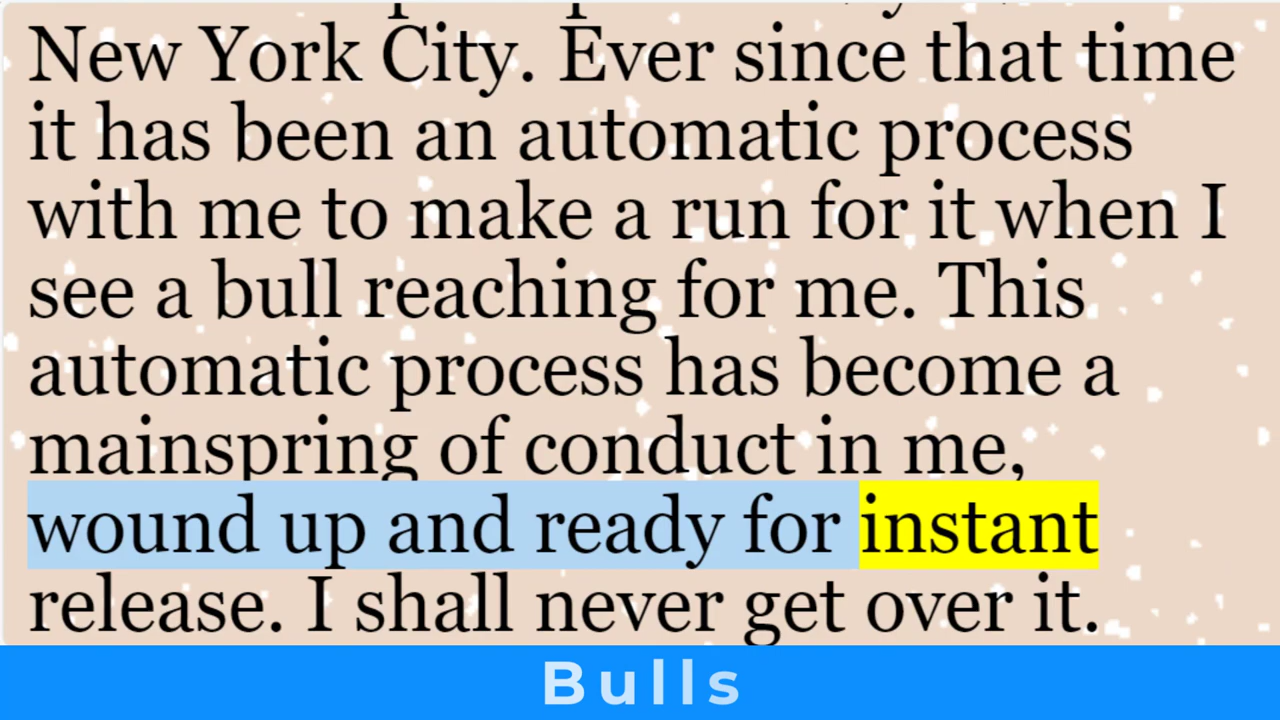 New York City. Ever since that time
it has been an automatic process
with me to make a run for it when I
see a bull reaching for me. This
automatic process has become a
mainspring of conduct in me,
wound up and ready for instant
release. I shall never get over it.
Bulls